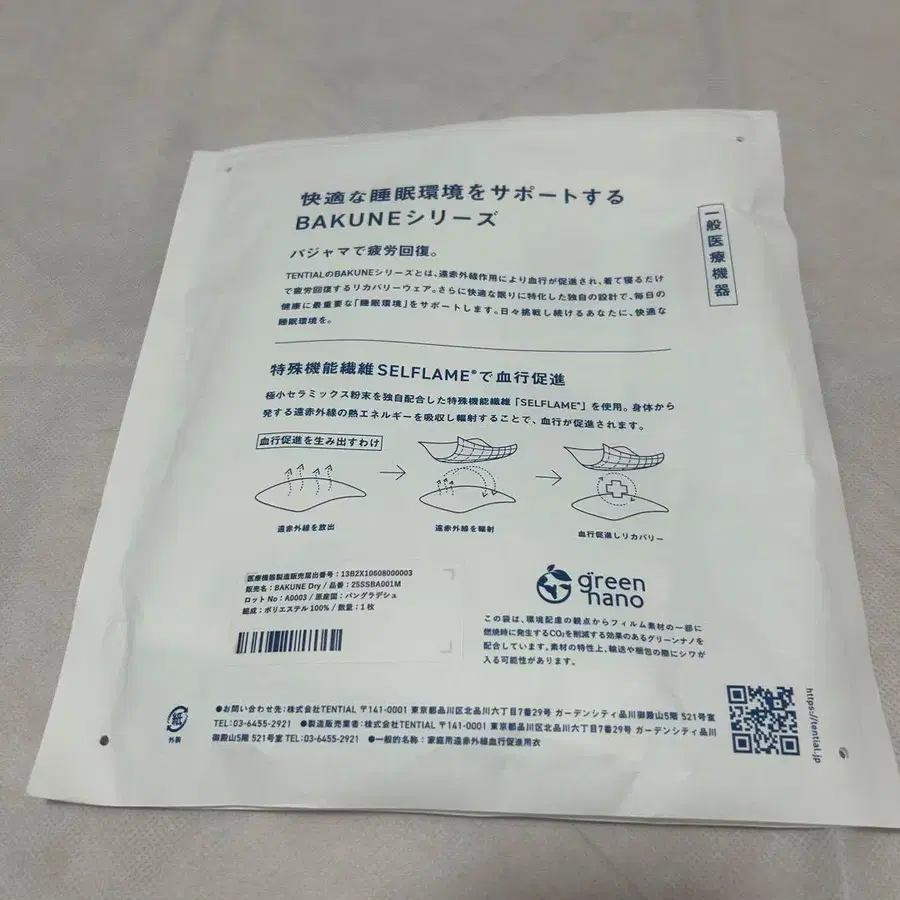 快適な睡眠環境をサポートする
BAKUNEシリーズ
一般医療機器
パジャマで疲労回復。
TENTIALのBAKUNEシリーズとは、遠赤外線作用により血行が促進され、着て寝るだけ
で疲労回復するリカバリーウェア。さらに快適な眠りに特化した独自の設計で、毎日の
健康に最重要な「睡眠環境」をサポートします。日々挑戦し続けるあなたに、快適な
睡眠環境を。
特殊機能繊維SELFLAME®で血行促進
極小セラミックス粉末を独自配合した特殊機能繊維「SELFLAME®」を使用。身体から
発する遠赤外線の熱エネルギーを吸収し輻射することで、血行が促進されます。
血行促進を生み出すわけ
遠赤外線を放出
遠赤外線を輻射
血行促進しリカバリー
医療機器製造販売届出番号：13B2X10608000003
販売名：BAKUNE Dry / 品番：25SSBA001M
ロットNo：A0003 / 原産国：バングラデシュ
組成：ポリエステル100% / 数量：1枚
green
nano
この袋は、環境配慮の観点からフィルム素材の一部に
燃焼時に発生するCO₂を削減する効果のあるグリーンナノを
配合しています。素材の特性上、輸送や梱包の際にシワが
入る可能性があります。
紙
外装
●お問い合わせ先：株式会社TENTIAL 〒141-0001 東京都品川区北品川六丁目7番29号 ガーデンシティ品川御殿山5階 521号室
TEL：03-6455-2921 ●製造販売業者：株式会社TENTIAL 〒141-0001 東京都品川区北品川六丁目7番29号 ガーデンシティ品川
御殿山5階 521号室 TEL：03-6455-2921 ●一般的名称：家庭用遠赤外線血行促進用衣
https://tential.jp